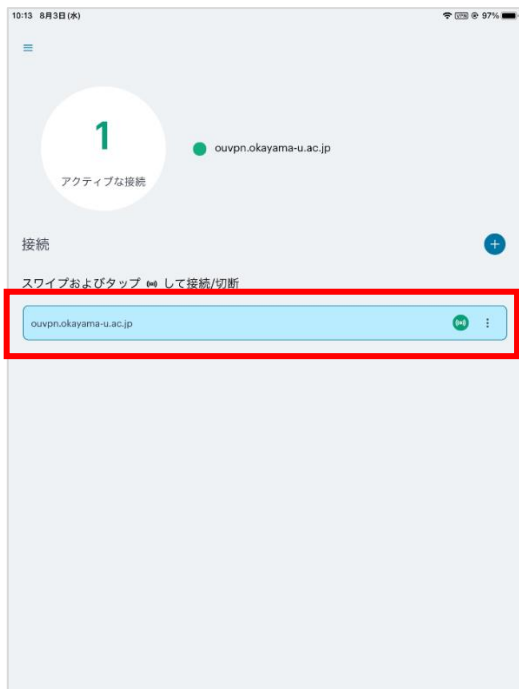 10:13 8月3日(水)
VPN 97%
1
アクティブな接続
ouvpn.okayama-u.ac.jp
接続
スワイプおよびタップ して接続/切断
ouvpn.okayama-u.ac.jp